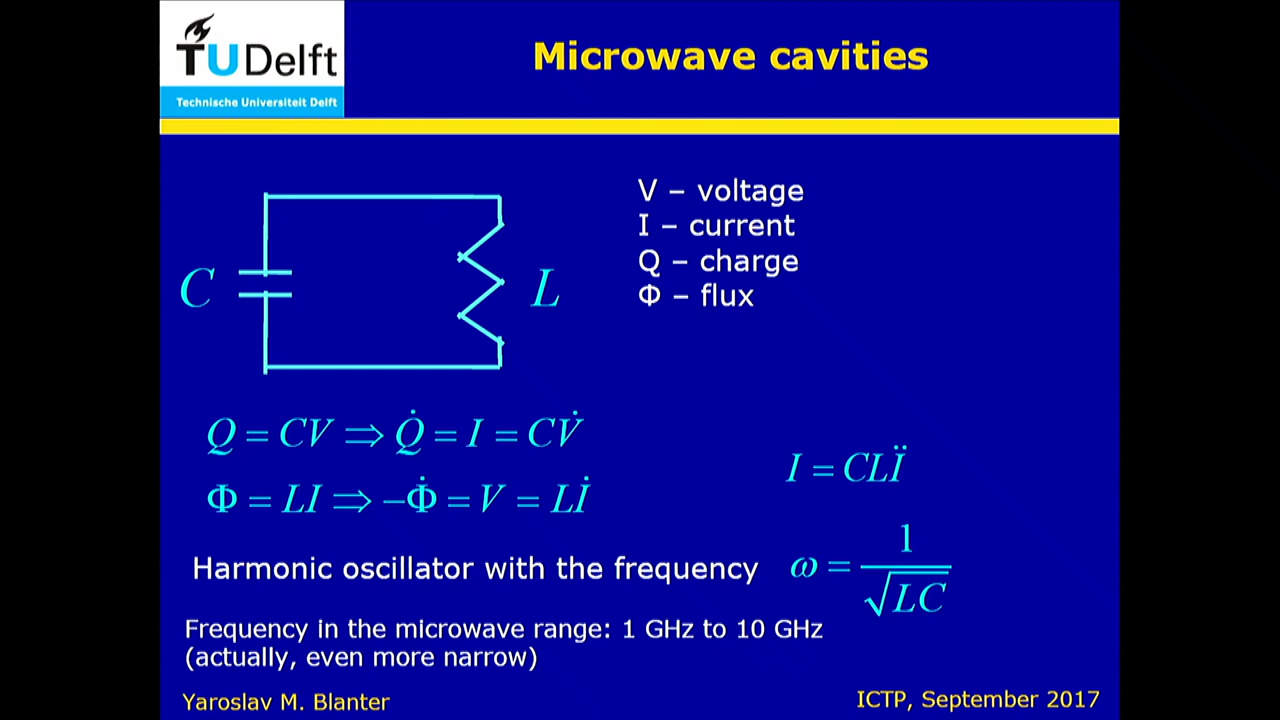 TUDelft
Technische Universiteit Delft
Microwave cavities
V – voltage
I – current
Q – charge
Φ – flux
C
L
Q = CV ⇒ Q̇ = I = CV̇
Φ = LI ⇒ −Φ̇ = V = Lİ
I = CLÏ
Harmonic oscillator with the frequency ω = 1/√LC
Frequency in the microwave range: 1 GHz to 10 GHz
(actually, even more narrow)
Yaroslav M. Blanter
ICTP, September 2017